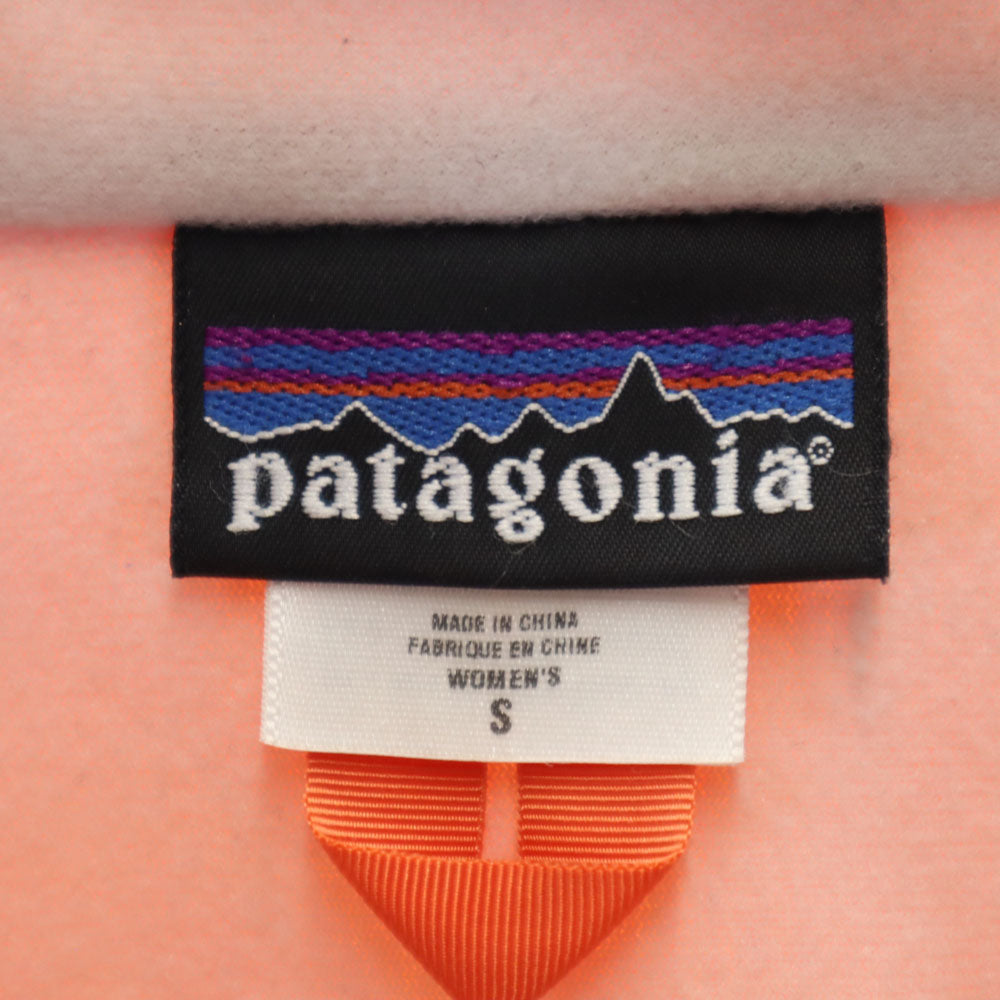 patagonia®
MADE IN CHINA
FABRIQUE EN CHINE
WOMEN'S
S